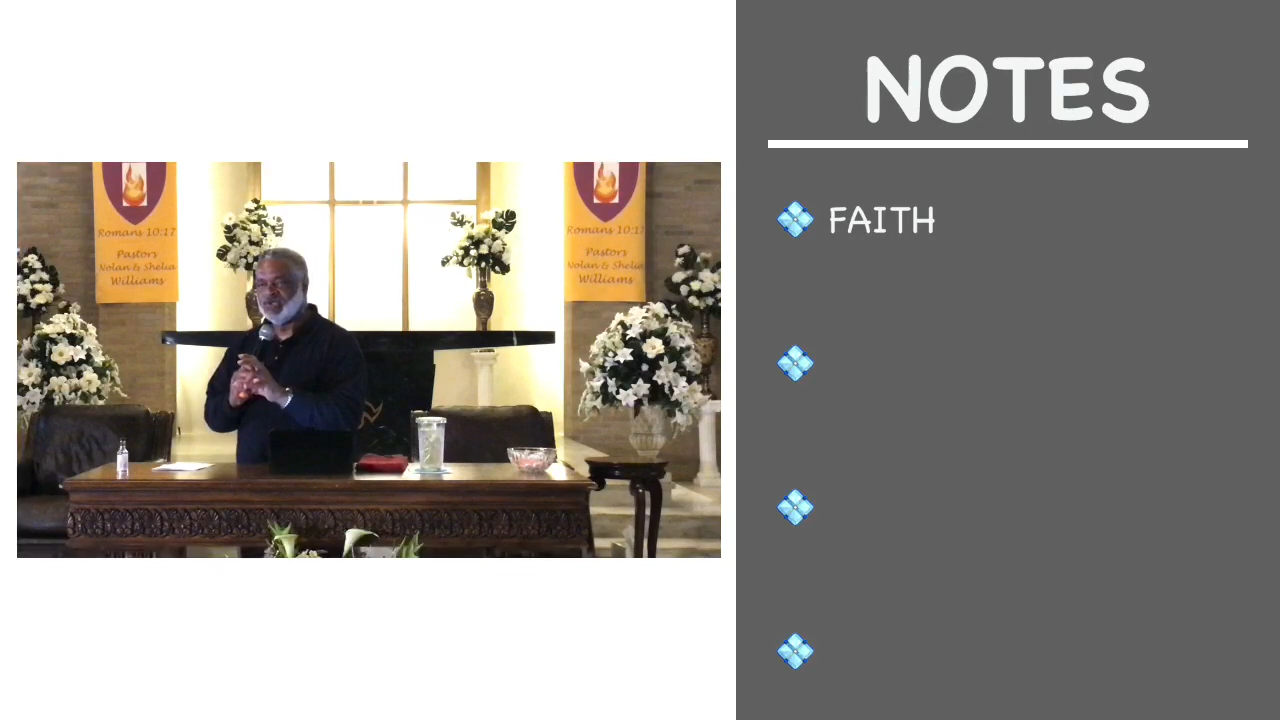 Romans 10:17
Pastors
Nolan & Shelia
Williams
Romans 10:17
Pastors
Nolan & Shelia
Williams
NOTES
FAITH